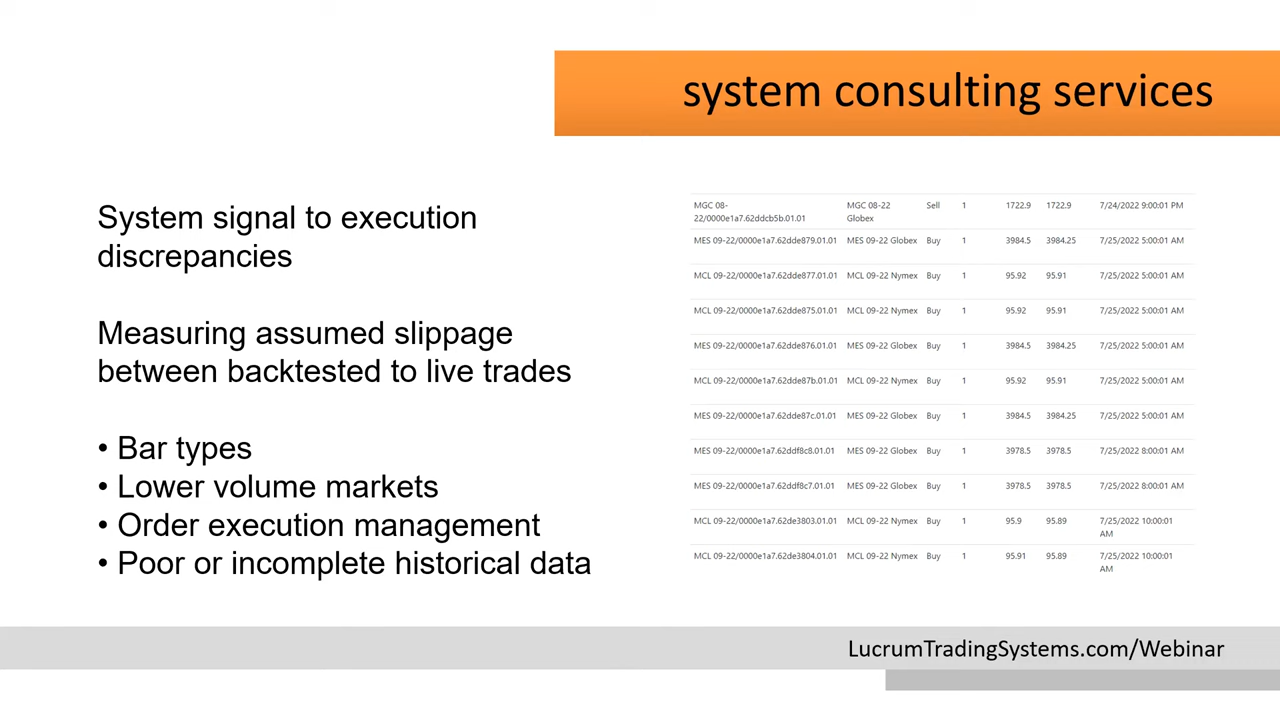 system consulting services
System signal to execution
discrepancies
Measuring assumed slippage
between backtested to live trades
• Bar types
• Lower volume markets
• Order execution management
• Poor or incomplete historical data
MGC 08-22/0000e1a7.62ddcb5b.01.01 MGC 08-22 Globex Sell 1 1722.9 1722.9 7/24/2022 9:00:01 PM
MES 09-22/0000e1a7.62dde879.01.01 MES 09-22 Globex Buy 1 3984.5 3984.25 7/25/2022 5:00:01 AM
MCL 09-22/0000e1a7.62dde877.01.01 MCL 09-22 Nymex Buy 1 95.92 95.91 7/25/2022 5:00:01 AM
MCL 09-22/0000e1a7.62dde875.01.01 MCL 09-22 Nymex Buy 1 95.92 95.91 7/25/2022 5:00:01 AM
MES 09-22/0000e1a7.62dde876.01.01 MES 09-22 Globex Buy 1 3984.5 3984.25 7/25/2022 5:00:01 AM
MCL 09-22/0000e1a7.62dde87b.01.01 MCL 09-22 Nymex Buy 1 95.92 95.91 7/25/2022 5:00:01 AM
MES 09-22/0000e1a7.62dde87c.01.01 MES 09-22 Globex Buy 1 3984.5 3984.25 7/25/2022 5:00:01 AM
MES 09-22/0000e1a7.62ddf8c8.01.01 MES 09-22 Globex Buy 1 3978.5 3978.5 7/25/2022 8:00:01 AM
MES 09-22/0000e1a7.62ddf8c7.01.01 MES 09-22 Globex Buy 1 3978.5 3978.5 7/25/2022 8:00:01 AM
MCL 09-22/0000e1a7.62de3803.01.01 MCL 09-22 Nymex Buy 1 95.9 95.89 7/25/2022 10:00:01 AM
MCL 09-22/0000e1a7.62de3804.01.01 MCL 09-22 Nymex Buy 1 95.91 95.89 7/25/2022 10:00:01 AM
LucrumTradingSystems.com/Webinar